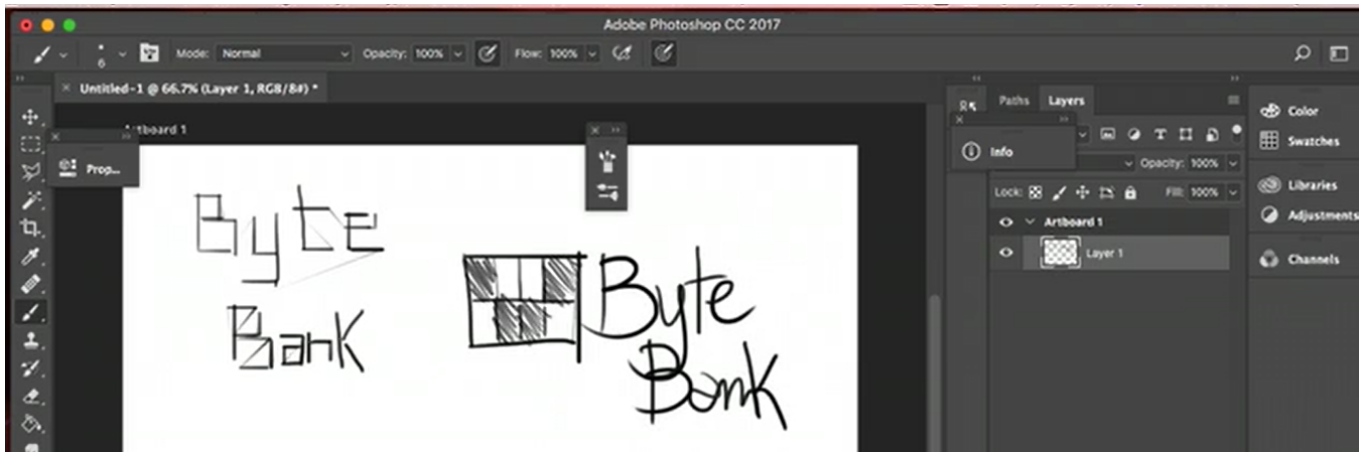 Adobe Photoshop CC 2017
6 Mode: Normal Opacity: 100% Flow: 100%
Untitled-1 @ 66.7% (Layer 1, RGB/8#) *
Paths Layers
Color
Artboard 1
Info
Swatches
Prop...
Opacity: 100%
Lock: Fill: 100%
Libraries
Adjustments
Artboard 1
Layer 1
Channels
Byte
Bank
Byte
Bank